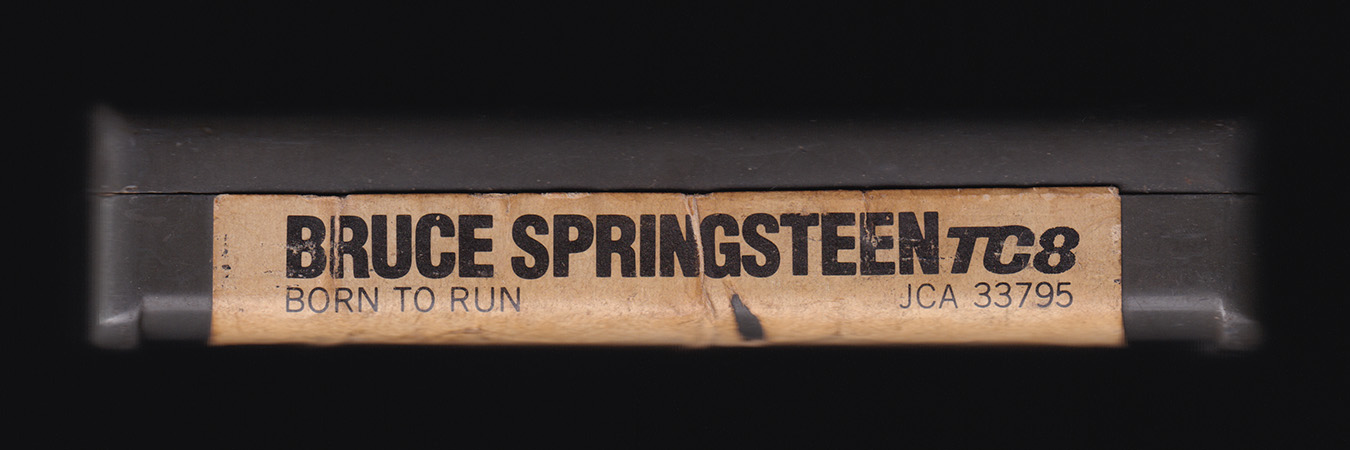 BRUCE SPRINGSTEEN TC8
BORN TO RUN JCA 33795